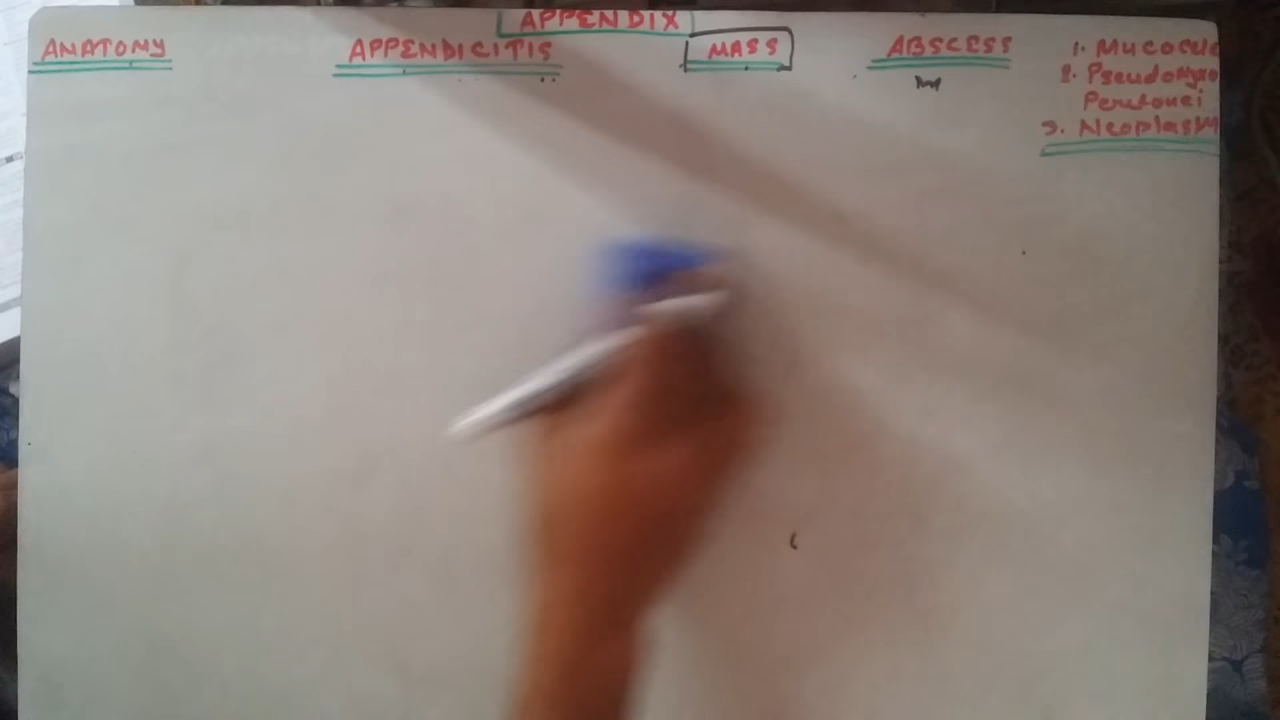 APPENDIX
ANATOMY
APPENDICITIS
MASS
ABSCESS
1. Mucocele
2. Pseudomyxo
Peritonei
3. Neoplasm